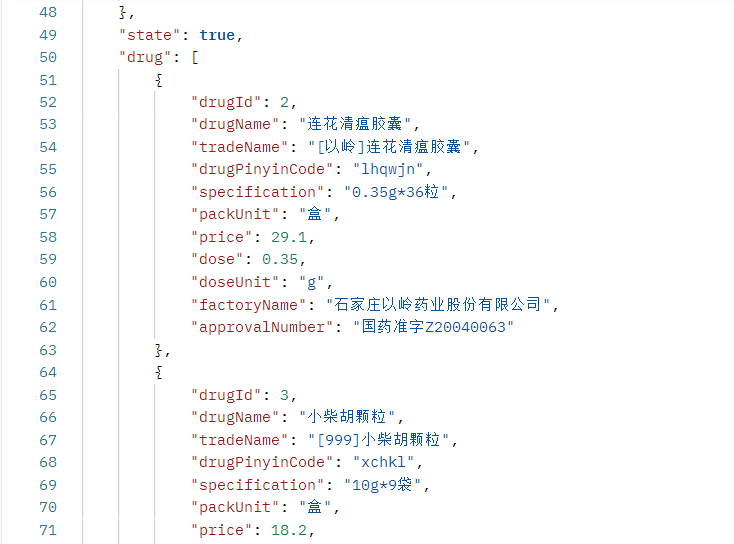 48 },
49 "state": true,
50 "drug": [
51 {
52 "drugId": 2,
53 "drugName": "连花清瘟胶囊",
54 "tradeName": "[以岭]连花清瘟胶囊",
55 "drugPinyinCode": "lhqwjn",
56 "specification": "0.35g*36粒",
57 "packUnit": "盒",
58 "price": 29.1,
59 "dose": 0.35,
60 "doseUnit": "g",
61 "factoryName": "石家庄以岭药业股份有限公司",
62 "approvalNumber": "国药准字Z20040063"
63 },
64 {
65 "drugId": 3,
66 "drugName": "小柴胡颗粒",
67 "tradeName": "[999]小柴胡颗粒",
68 "drugPinyinCode": "xchkl",
69 "specification": "10g*9袋",
70 "packUnit": "盒",
71 "price": 18.2,